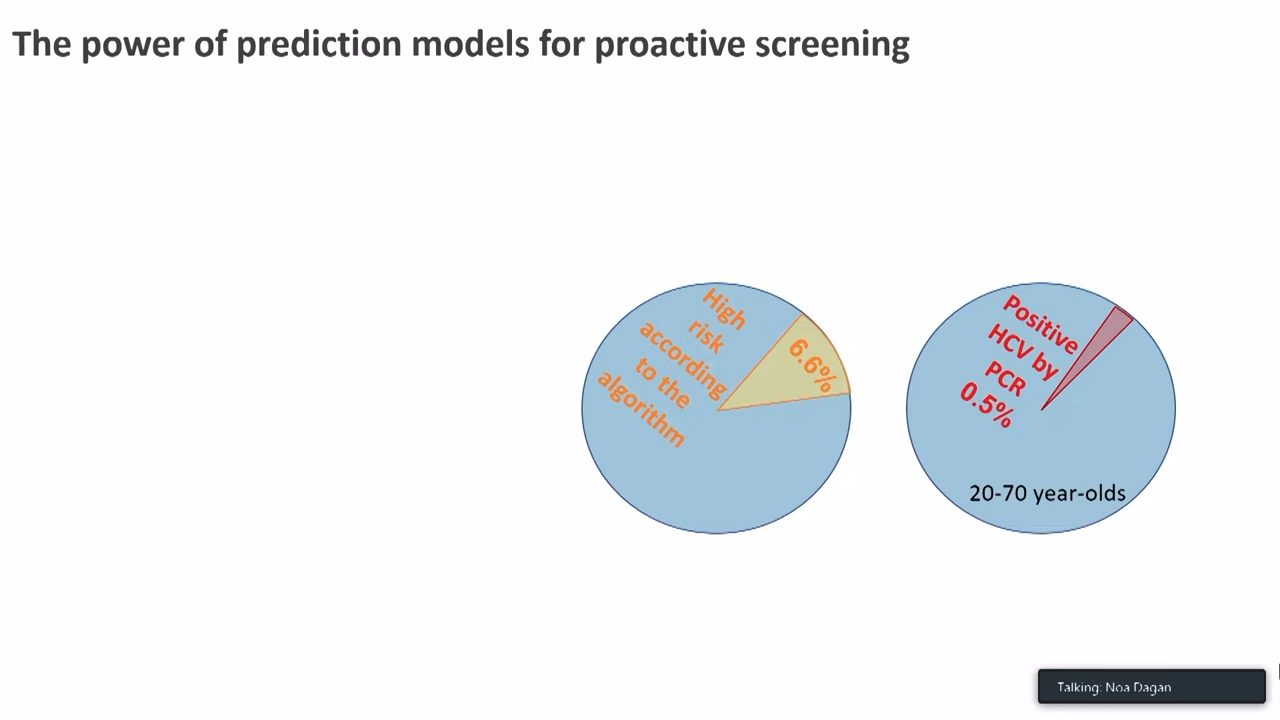 The power of prediction models for proactive screening
High
risk
according
to the
algorithm
6.6%
Positive
HCV by
PCR
0.5%
20-70 year-olds
Talking: Noa Dagan